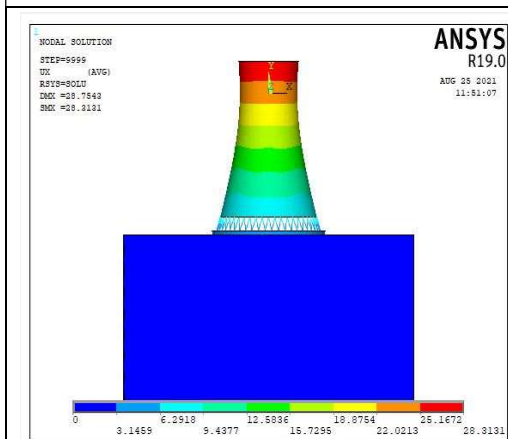 1
NODAL SOLUTION
STEP=9999
UX (AVG)
RSYS=SOLU
DMX =28.7543
SMX =28.3131
ANSYS
R19.0
AUG 25 2021
11:51:07
Y
Z X
0 6.2918 12.5836 18.8754 25.1672
3.1459 9.4377 15.7295 22.0213 28.3131